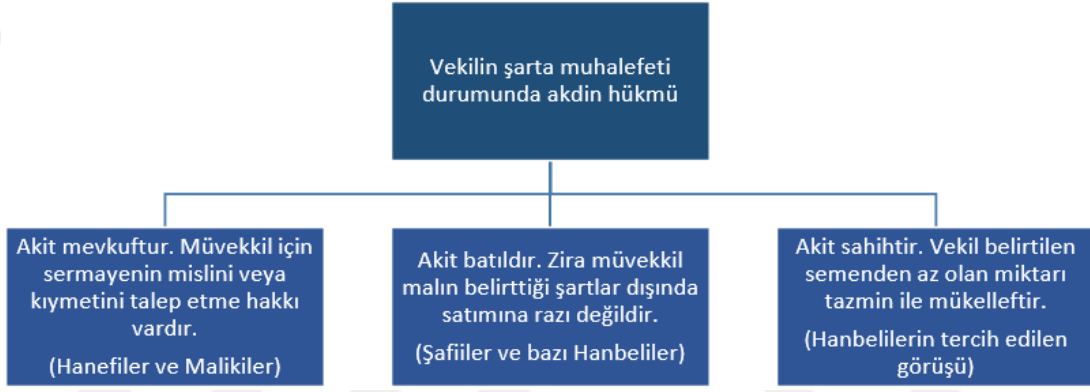 Vekilin şarta muhalefeti
durumunda akdin hükmü
Akit mevkuftur. Müvekkil için
sermayenin mislini veya
kıymetini talep etme hakkı
vardır.
(Hanefiler ve Malikiler)
Akit batıldır. Zira müvekkil
malın belirttiği şartlar dışında
satımına razı değildir.
(Şafiiler ve bazı Hanbeliler)
Akit sahihtir. Vekil belirtilen
semenden az olan miktarı
tazmin ile mükelleftir.
(Hanbelilerin tercih edilen
görüşü)